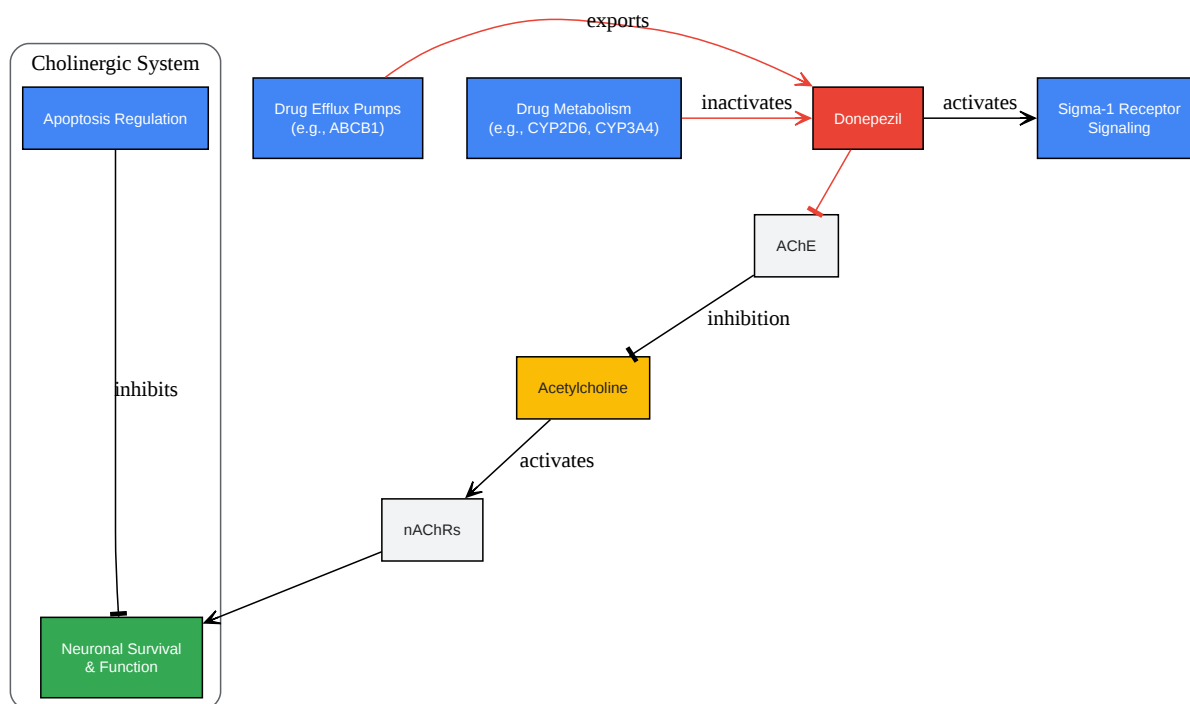 exports
Cholinergic System
Apoptosis Regulation
Drug Efflux Pumps
(e.g., ABCB1)
Drug Metabolism
(e.g., CYP2D6, CYP3A4)
inactivates
Donepezil
activates
Sigma-1 Receptor
Signaling
AChE
inhibition
Acetylcholine
inhibits
activates
nAChRs
Neuronal Survival
& Function